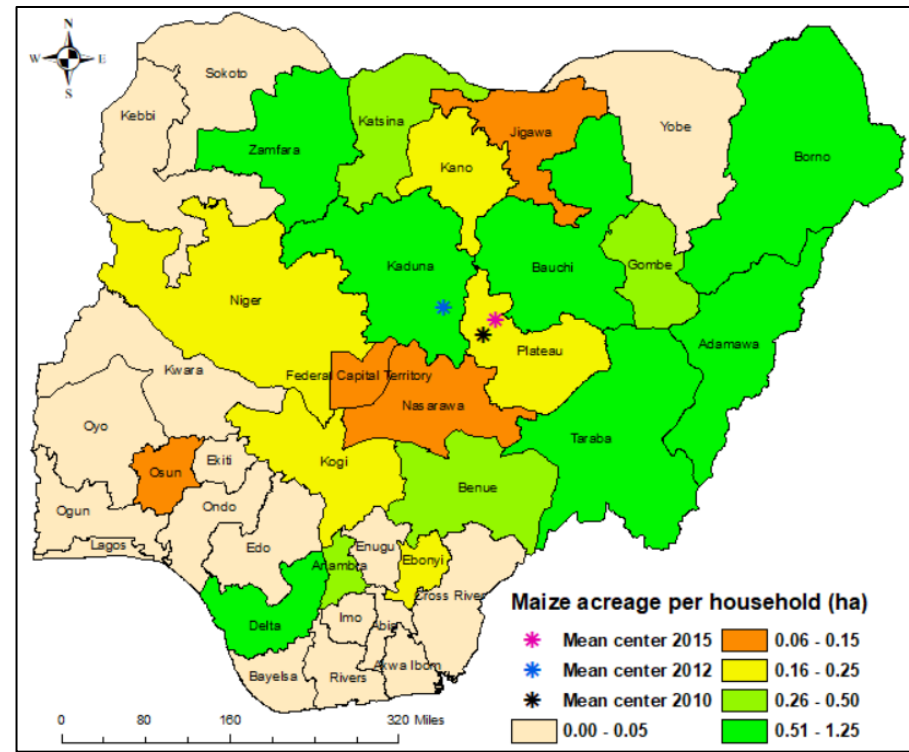 N
W E
S
Sokoto
Kebbi
Katsina
Jigawa
Yobe
Borno
Zamfara
Kano
Kaduna
Bauchi
Gombe
Niger
Adamawa
Plateau
Kwara
Federal Capital Territory
Nasarawa
Oyo
Taraba
Kogi
Osun
Ekiti
Benue
Ogun
Ondo
Lagos
Edo
Enugu
Anambra
Ebonyi
Cross River
Delta
Imo
Abia
Bayelsa
Rivers
Akwa Ibom
Maize acreage per household (ha)
Mean center 2015 0.06 - 0.15
Mean center 2012 0.16 - 0.25
Mean center 2010 0.26 - 0.50
0.00 - 0.05 0.51 - 1.25
0 80 160 320 Miles